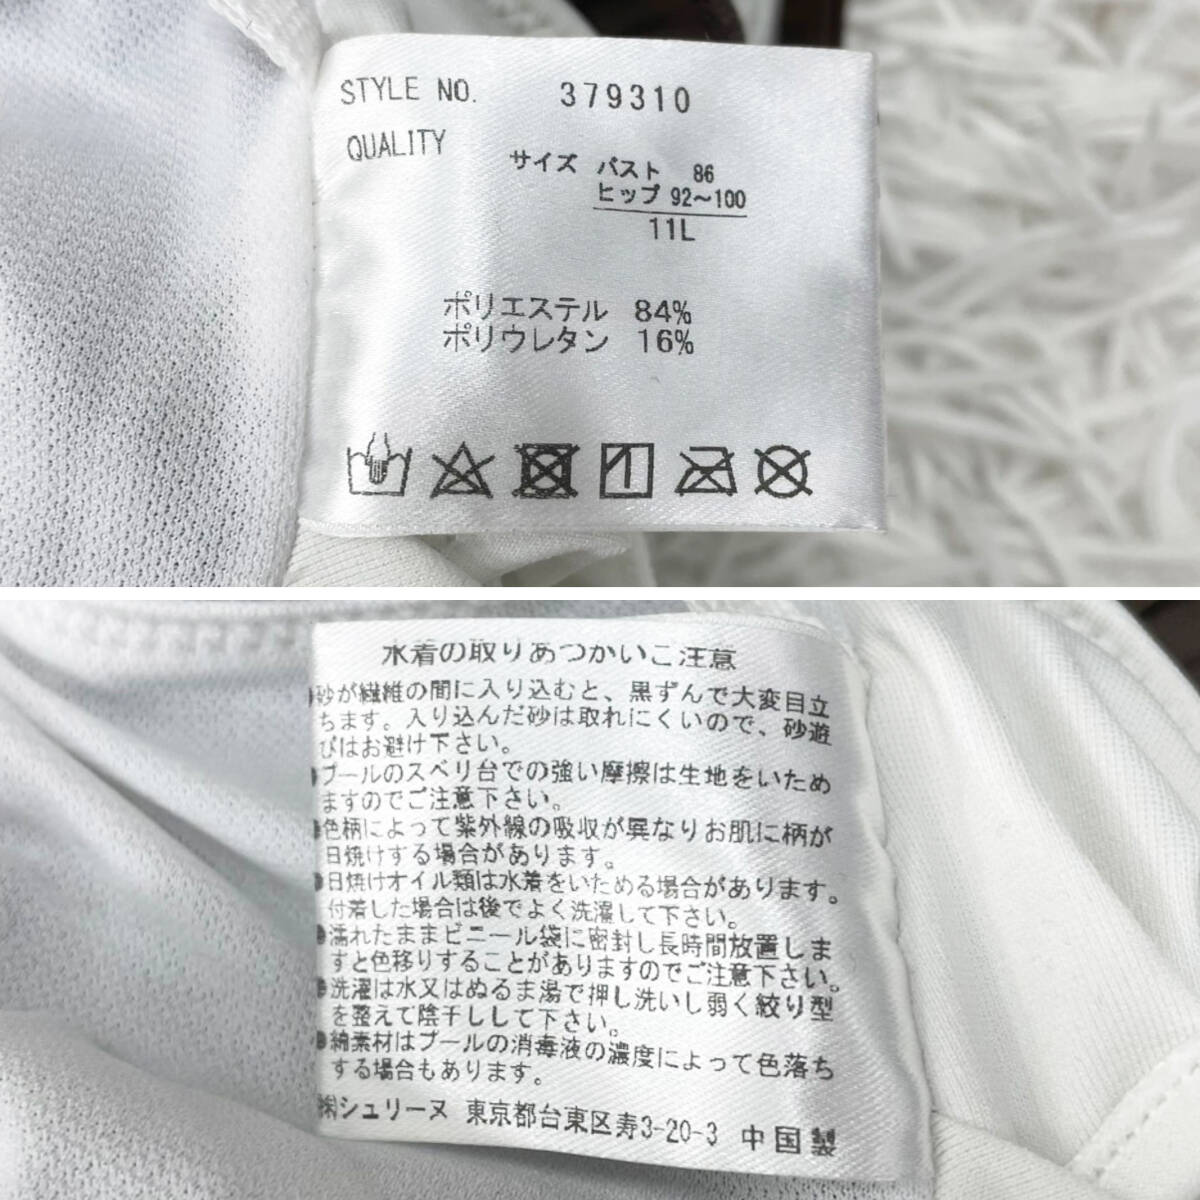 STYLE NO. 379310
QUALITY
サイズ バスト 86
ヒップ 92～100
11L
ポリエステル 84%
ポリウレタン 16%
水着の取りあつかいご注意
●砂が繊維の間に入り込むと、黒ずんで大変目立
ちます。入り込んだ砂は取れにくいので、砂遊
びはお避け下さい。
●プールのスベリ台での強い摩擦は生地をいため
ますのでご注意下さい。
●色柄によって紫外線の吸収が異なりお肌に柄が
日焼けする場合があります。
●日焼けオイル類は水着をいためる場合があります。
付着した場合は後でよく洗濯して下さい。
●濡れたままビニール袋に密封し長時間放置しま
すと色移りすることがありますのでご注意下さい。
●洗濯は水又はぬるま湯で押し洗いし弱く絞り型
を整えて陰干しして下さい。
●綿素材はプールの消毒液の濃度によって色落ち
する場合もあります。
㈱シュリーヌ 東京都台東区寿3-20-3 中国製